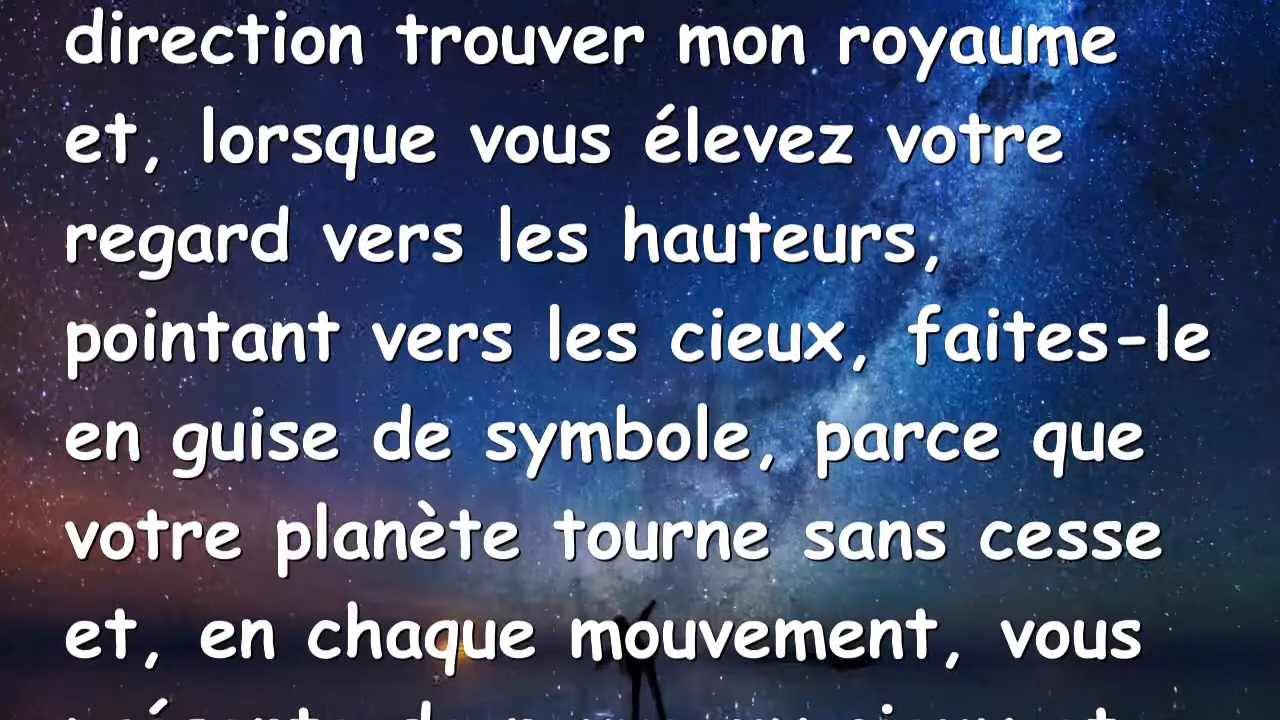 direction trouver mon royaume
et, lorsque vous élevez votre
regard vers les hauteurs,
pointant vers les cieux, faites-le
en guise de symbole, parce que
votre planète tourne sans cesse
et, en chaque mouvement, vous